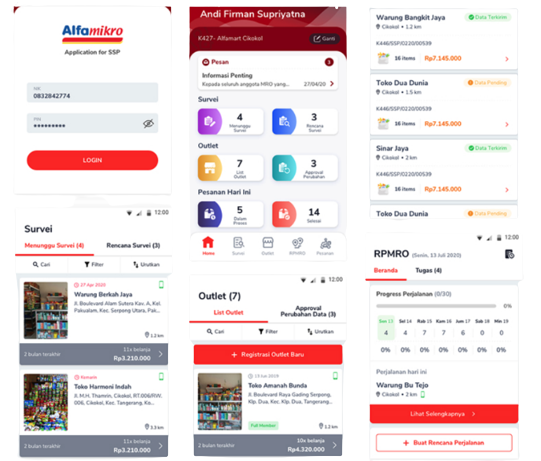 Alfamikro
Application for SSP
NIK
0832842774
PIN
LOGIN
Andi Firman Supriyatna
K427- Alfamart Cikokol
Ganti
Pesan
3
Informasi Penting
Kepada seluruh anggota MRO yang...
27/04/20
Survei
4
Menunggu
Survei
3
Rencana
Survei
Outlet
7
List
Outlet
3
Approval
Perubahan
Pesanan Hari Ini
5
Dalam
Proses
14
Selesai
Home
Survei
Outlet
RPMRO
Pesanan
Warung Bangkit Jaya
Data Terkirim
Cikokol • 1.2 km
K446/SSP/0220/00539
16 items
Rp7.145.000
Toko Dua Dunia
Data Pending
Cikokol • 1.5 km
K446/SSP/0220/00539
16 items
Rp7.145.000
Sinar Jaya
Data Terkirim
Cikokol • 2 km
K446/SSP/0220/00539
16 items
Rp7.145.000
Toko Dua Dunia
Data Pending
12:00
Survei
Menunggu Survei (4)
Rencana Survei (3)
Cari
Filter
Urutkan
27 Apr 2020
Warung Berkah Jaya
Jl. Boulevard Alam Sutera Kav. A, Kel.
Pakualam, Kec. Serpong Utara, Pak...
1.2 km
2 bulan terakhir
11x belanja
Rp3.210.000
Kemarin
Toko Harmoni Indah
Jl. M.H. Thamrin, Cikokol, RT.006/RW.
006, Cikokol, Kec. Tangerang, Ko...
1.3 km
2 bulan terakhir
11x belanja
Rp3.210.000
12:00
Outlet (7)
List Outlet
Approval
Perubahan Data (3)
Cari
Filter
Urutkan
+ Registrasi Outlet Baru
Toko Amanah Bunda
Jl. Boulevard Raya Gading Serpong,
Klp. Dua, Kec. Klp. Dua, Tangerang...
Full Member
1.2 km
2 bulan terakhir
10x belanja
Rp4.320.000
12:00
RPMRO
(Senin, 13 Juli 2020)
Beranda
Tugas (4)
Progress Perjalanan (0/30)
0%
Sen 13
Sel 14
Rab 15
Kam 16
Jum 17
Sab 18
Min 19
4
4
7
7
6
0
0
0%
0%
0%
0%
0%
0%
0%
Perjalanan hari ini
Warung Bu Tejo
Cikokol • 2 km
Lihat Selengkapnya
+ Buat Rencana Perjalanan